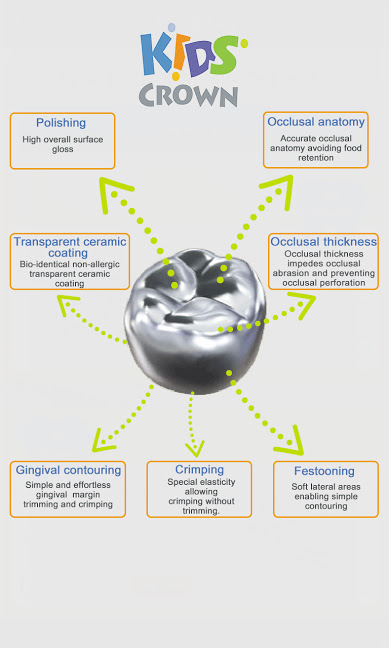 KIDS
CROWN
Polishing
High overall surface
gloss
Occlusal anatomy
Accurate occlusal
anatomy avoiding food
retention
Transparent ceramic
coating
Bio-identical non-allergic
transparent ceramic
coating
Occlusal thickness
Occlusal thickness
impedes occlusal
abrasion and preventing
occlusal perforation
Gingival contouring
Simple and effortless
gingival margin
trimming and crimping
Crimping
Special elasticity
allowing
crimping without
trimming.
Festooning
Soft lateral areas
enabling simple
contouring